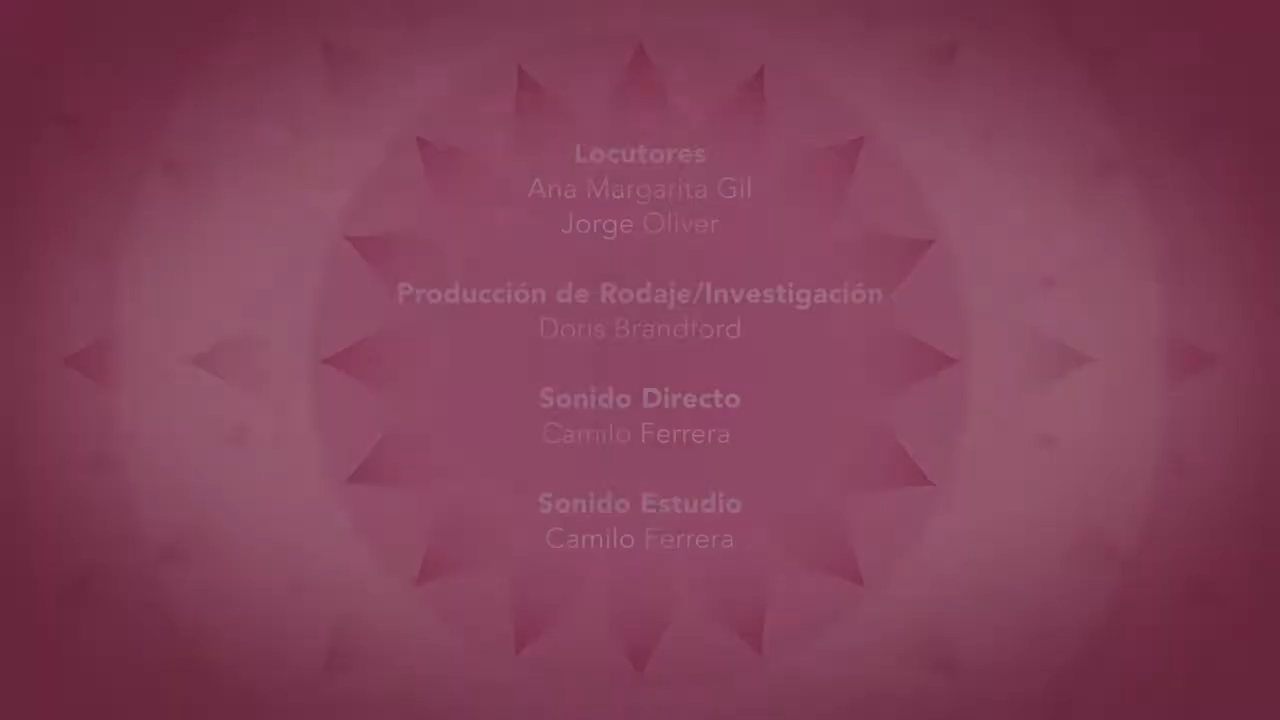 Locutores
Ana Margarita Gil
Jorge Oliver
Producción de Rodaje/Investigación
Doris Brandford
Sonido Directo
Camilo Ferrera
Sonido Estudio
Camilo Ferrera